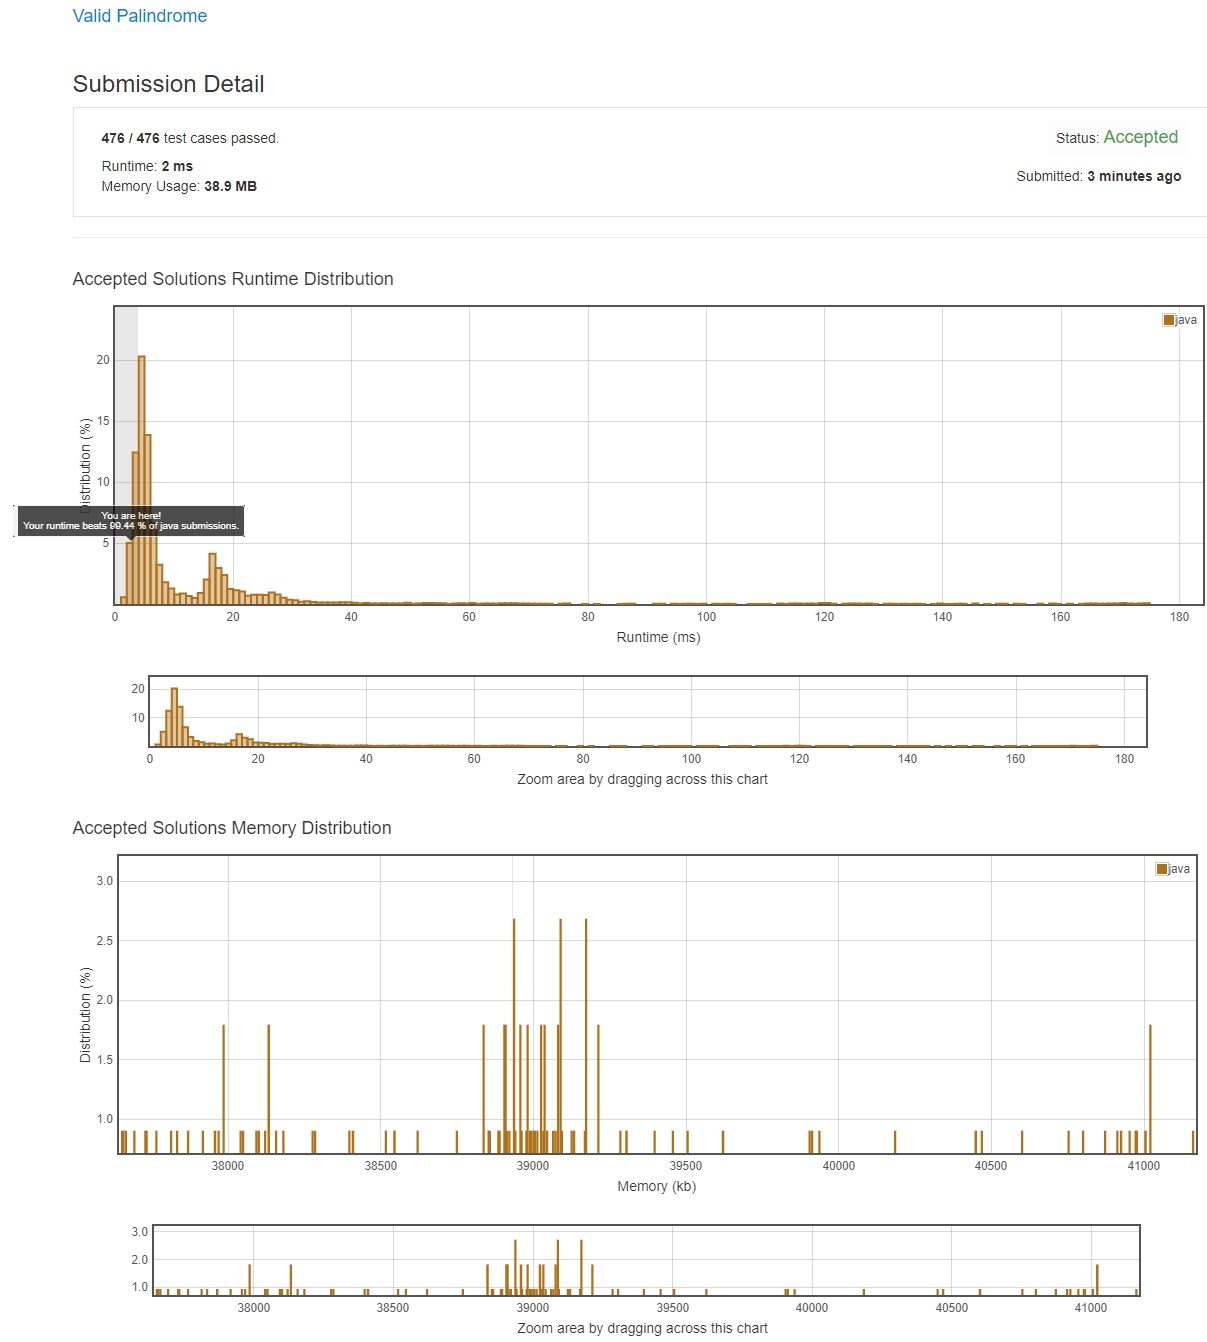 Valid Palindrome
Submission Detail
476 / 476 test cases passed.
Status: Accepted
Runtime: 2 ms
Submitted: 3 minutes ago
Memory Usage: 38.9 MB
Accepted Solutions Runtime Distribution
java
20
15
10
5
Distribution (%)
You are here!
Your runtime beats 99.44 % of java submissions.
0 20 40 60 80 100 120 140 160 180
Runtime (ms)
20
10
0 20 40 60 80 100 120 140 160 180
Zoom area by dragging across this chart
Accepted Solutions Memory Distribution
java
3.0
2.5
2.0
1.5
1.0
Distribution (%)
38000 38500 39000 39500 40000 40500 41000
Memory (kb)
3.0
2.0
1.0
38000 38500 39000 39500 40000 40500 41000
Zoom area by dragging across this chart